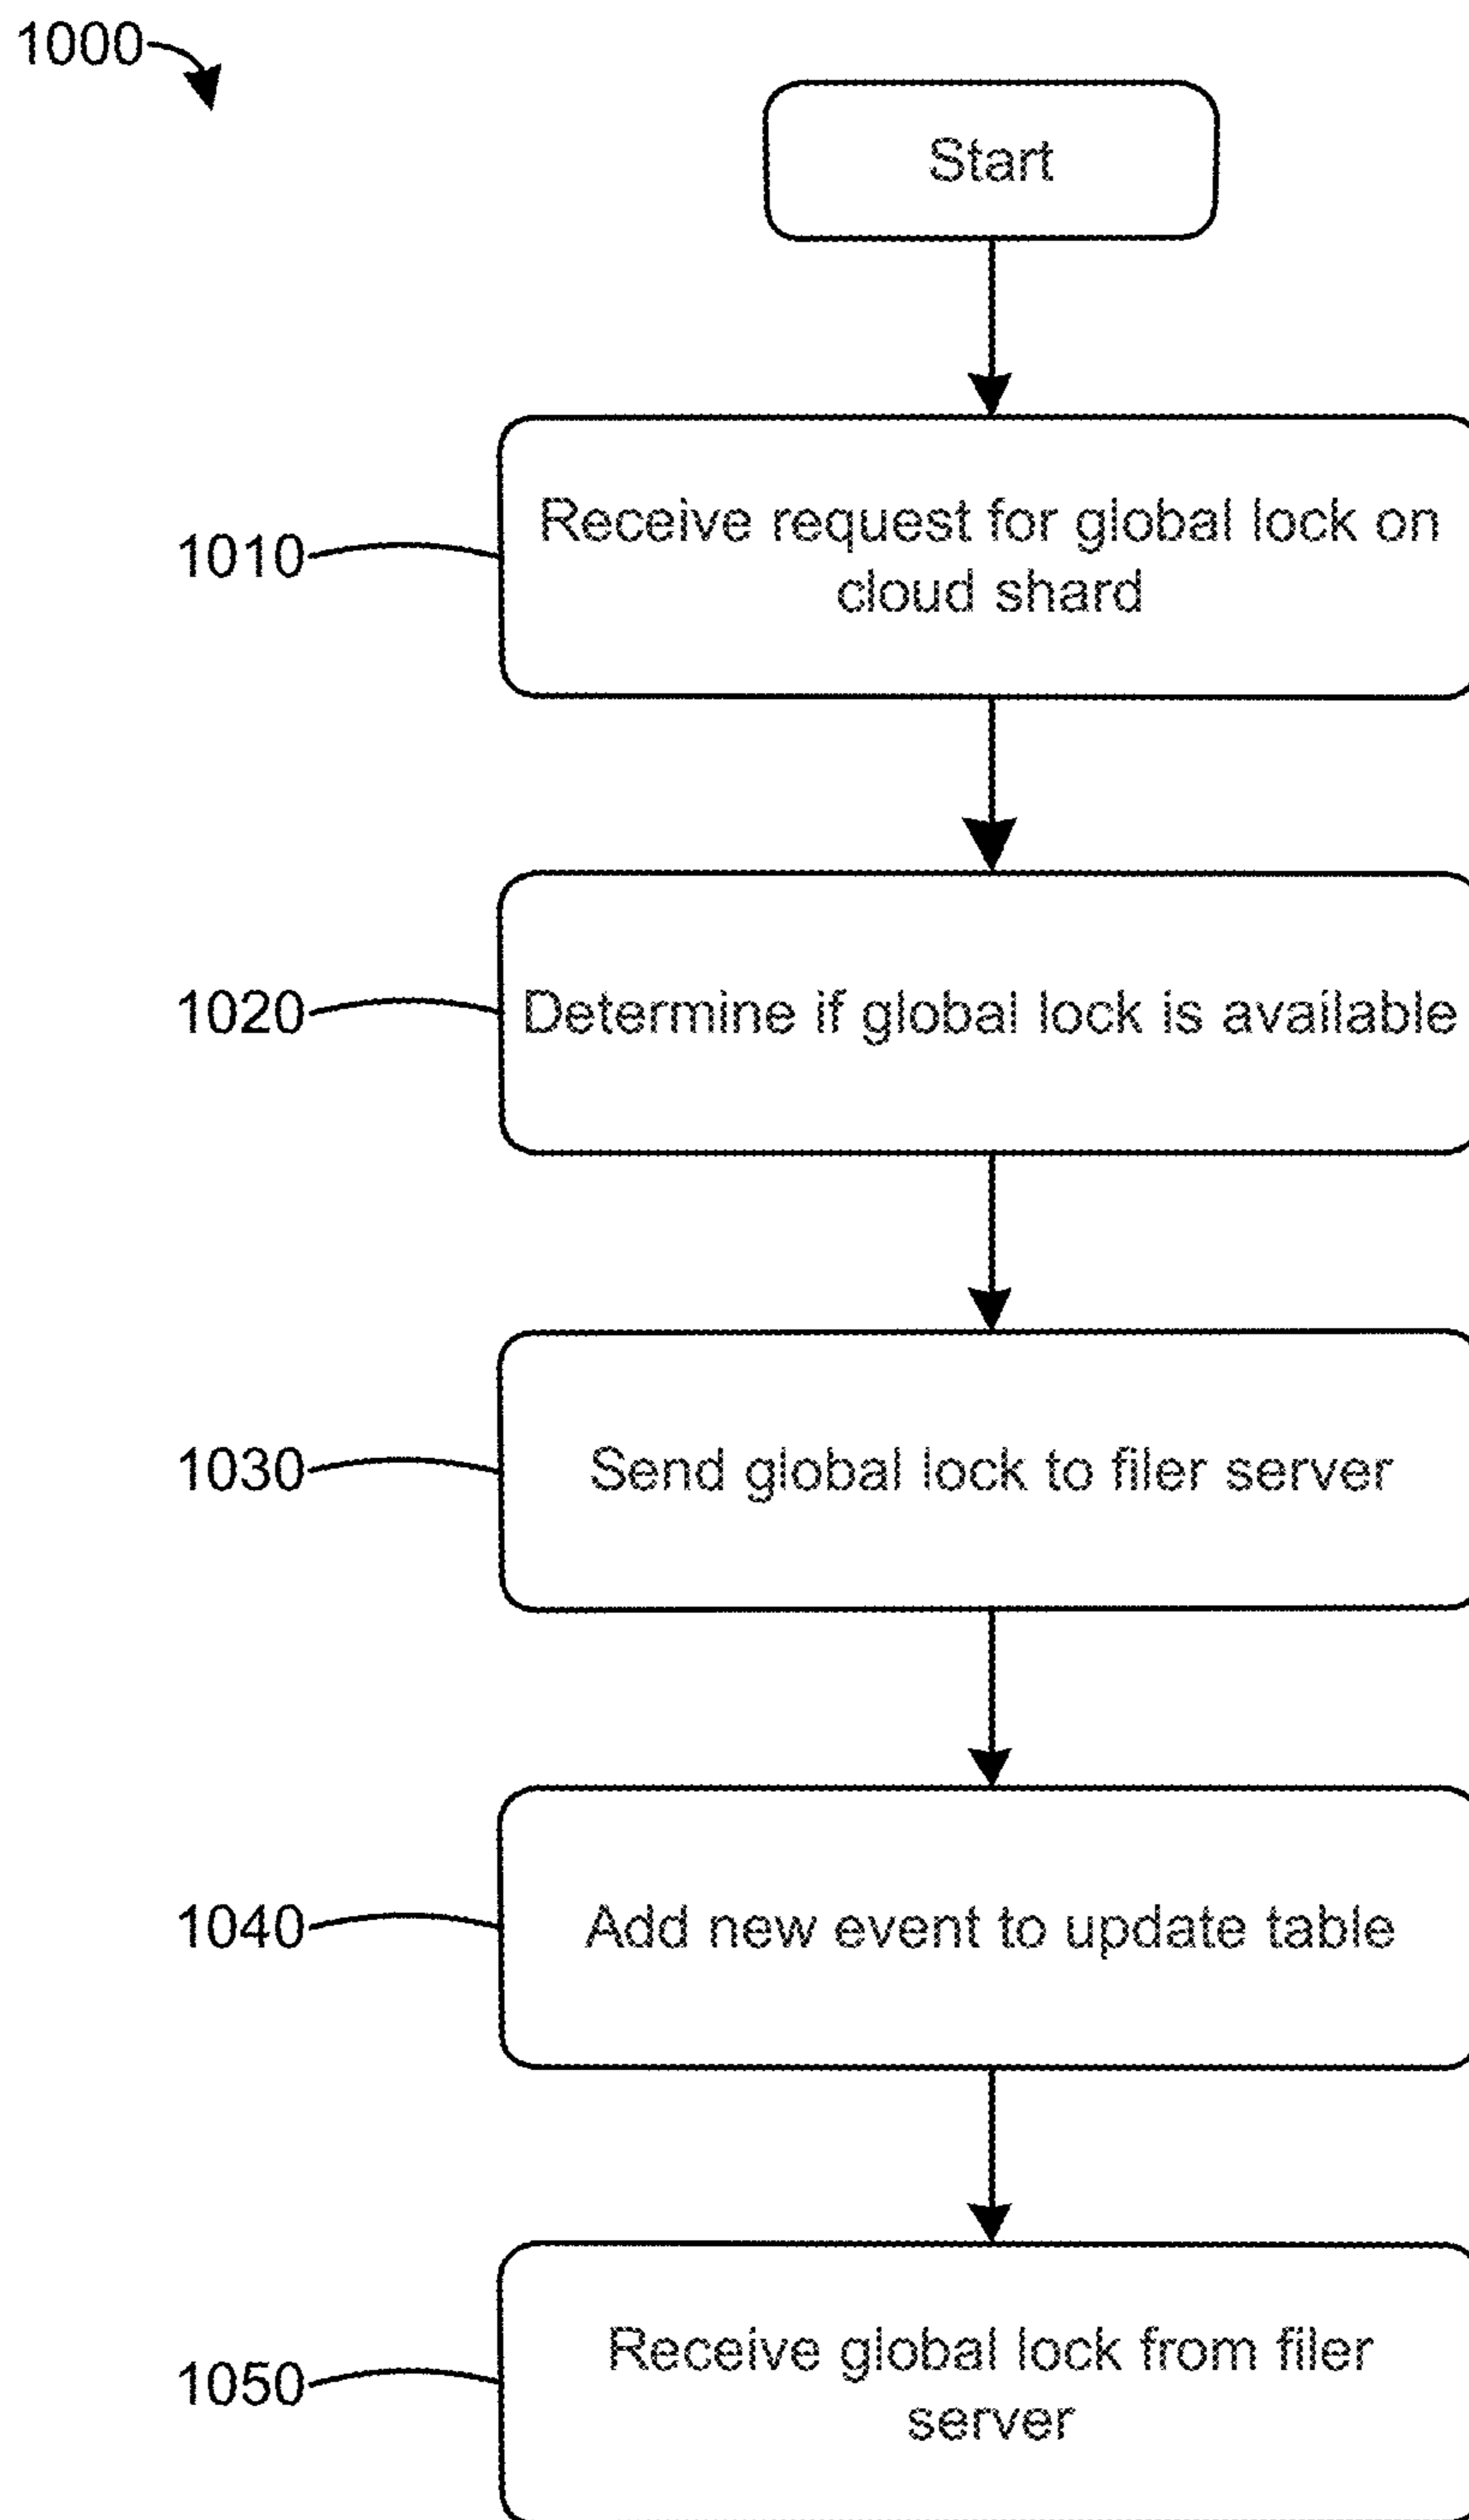 1000
Start
1010
Receive request for global lock on
cloud shard
1020
Determine if global lock is available
1030
Send global lock to filer server
1040
Add new event to update table
1050
Receive global lock from filer
server